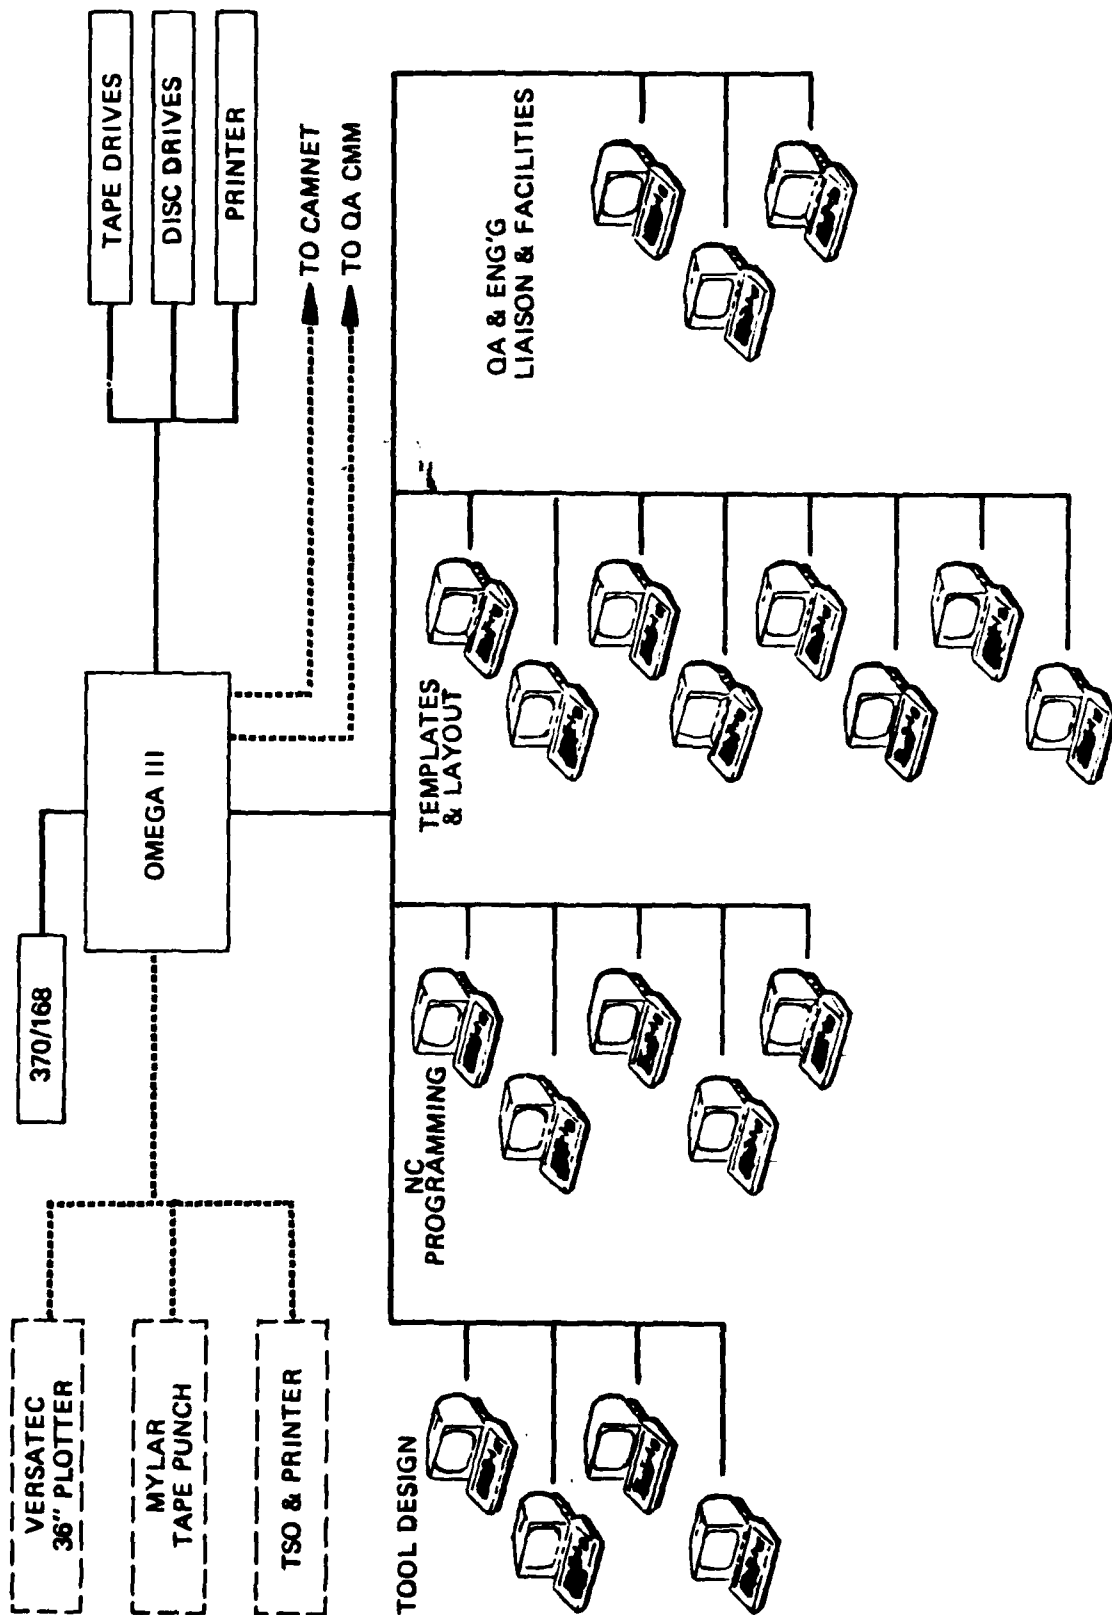 VERSATEC
36" PLOTTER
MYLAR
TAPE PUNCH
TSO & PRINTER
370/168
OMEGA III
TAPE DRIVES
DISC DRIVES
PRINTER
TO CAMNET
TO QA CMM
TOOL DESIGN
NC
PROGRAMMING
TEMPLATES
& LAYOUT
QA & ENG'G
LIAISON & FACILITIES